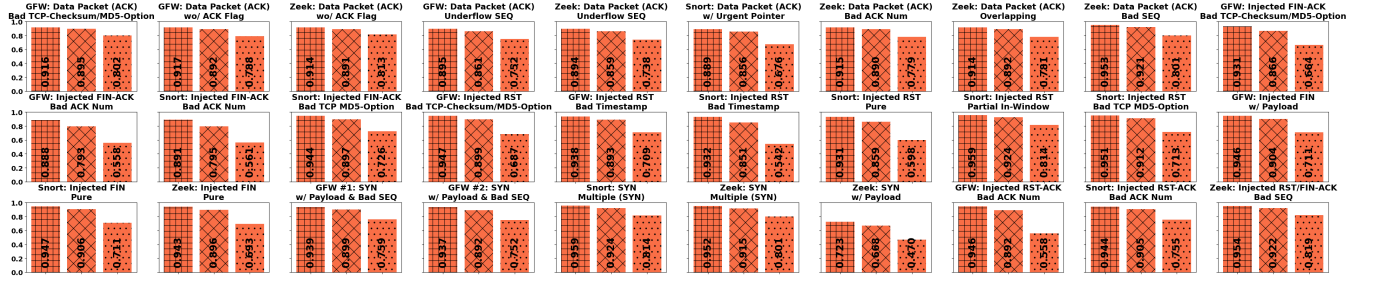 GFW: Data Packet (ACK)
Bad TCP-Checksum/MD5-Option
GFW: Data Packet (ACK)
wo/ ACK Flag
Zeek: Data Packet (ACK)
wo/ ACK Flag
GFW: Data Packet (ACK)
Underflow SEQ
Zeek: Data Packet (ACK)
Underflow SEQ
Snort: Data Packet (ACK)
w/ Urgent Pointer
Zeek: Data Packet (ACK)
Bad ACK Num
Zeek: Data Packet (ACK)
Overlapping
Zeek: Data Packet (ACK)
Bad SEQ
GFW: Injected FIN-ACK
Bad TCP-Checksum/MD5-Option
1.0
0.8
0.6
0.4
0.2
0.0
0.916 0.895 0.802
0.917 0.892 0.788
0.914 0.891 0.813
0.895 0.861 0.752
0.894 0.859 0.738
0.889 0.856 0.676
0.915 0.890 0.779
0.914 0.892 0.781
0.953 0.921 0.801
0.931 0.866 0.664
GFW: Injected FIN-ACK
Bad ACK Num
Snort: Injected FIN-ACK
Bad ACK Num
Snort: Injected FIN-ACK
Bad TCP MD5-Option
GFW: Injected RST
Bad TCP-Checksum/MD5-Option
GFW: Injected RST
Bad Timestamp
Snort: Injected RST
Bad Timestamp
Snort: Injected RST
Pure
Snort: Injected RST
Partial In-Window
Snort: Injected RST
Bad TCP MD5-Option
GFW: Injected FIN
w/ Payload
1.0
0.8
0.6
0.4
0.2
0.0
0.888 0.793 0.558
0.891 0.795 0.561
0.944 0.897 0.726
0.947 0.899 0.687
0.938 0.893 0.709
0.932 0.851 0.542
0.931 0.859 0.598
0.959 0.924 0.814
0.951 0.912 0.713
0.946 0.904 0.711
Snort: Injected FIN
Pure
Zeek: Injected FIN
Pure
GFW #1: SYN
w/ Payload & Bad SEQ
GFW #2: SYN
w/ Payload & Bad SEQ
Snort: SYN
Multiple (SYN)
Zeek: SYN
Multiple (SYN)
Zeek: SYN
w/ Payload
GFW: Injected RST-ACK
Bad ACK Num
Snort: Injected RST-ACK
Bad ACK Num
Zeek: Injected RST/FIN-ACK
Bad SEQ
1.0
0.8
0.6
0.4
0.2
0.0
0.947 0.906 0.711
0.943 0.896 0.693
0.939 0.899 0.759
0.937 0.892 0.752
0.959 0.924 0.814
0.952 0.915 0.801
0.723 0.668 0.470
0.946 0.892 0.558
0.944 0.905 0.755
0.954 0.922 0.819